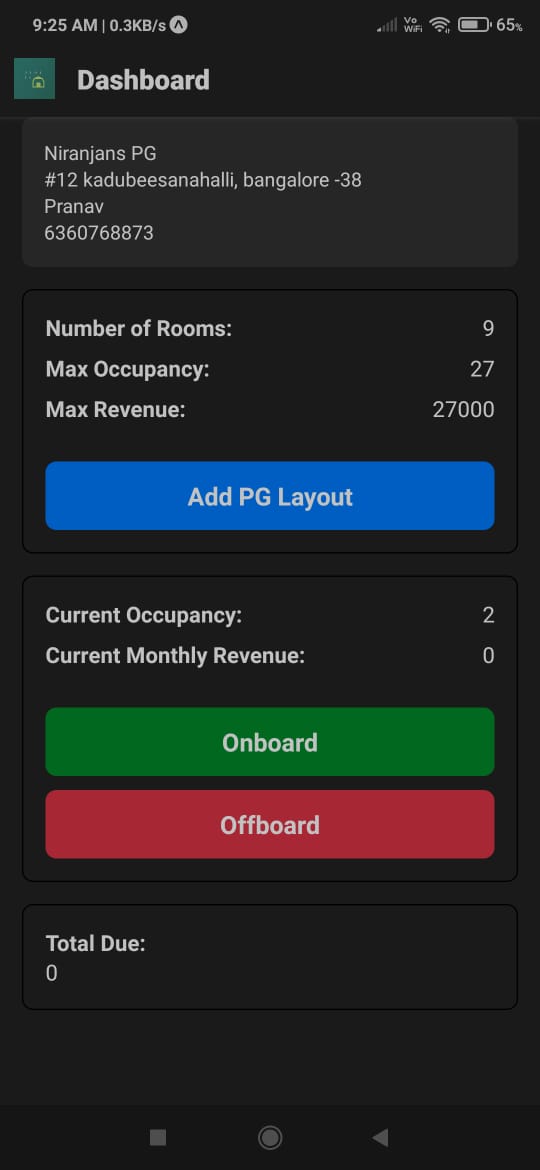 9:25 AM | 0.3KB/s
Vo WiFi
65%
Dashboard
Niranjans PG
#12 kadubeesanahalli, bangalore -38
Pranav
6360768873
Number of Rooms: 9
Max Occupancy: 27
Max Revenue: 27000
Add PG Layout
Current Occupancy: 2
Current Monthly Revenue: 0
Onboard
Offboard
Total Due:
0